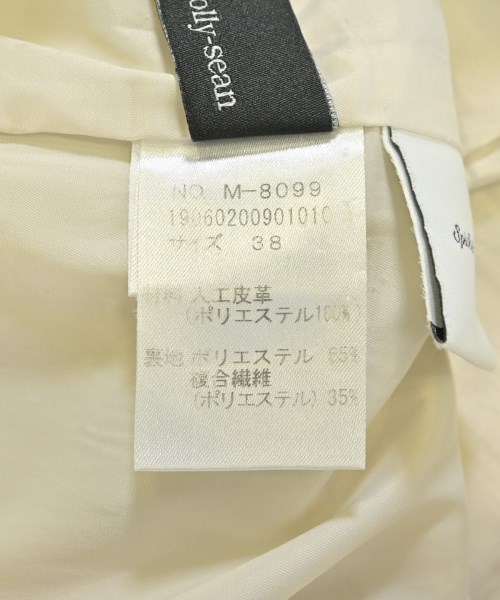 olly-sean
NO. M-8099
19060200901010
サイズ 38
材料 人工皮革
(ポリエステル100%)
裏地 ポリエステル 65%
複合繊維
(ポリエステル) 35%